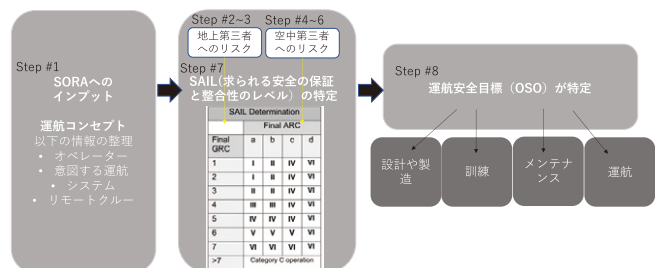 Step #1
SORAへの
インプット
運航コンセプト
以下の情報の整理
• オペレーター
• 意図する運航
• システム
• リモートクルー
Step #2~3
地上第三者
へのリスク
Step #4~6
空中第三者
へのリスク
Step #7
SAIL(求られる安全の保証
と整合性のレベル）の特定
SAIL Determination
Final ARC
Final GRC a b c d
1 I II IV VI
2 I II IV VI
3 II II IV VI
4 III III IV VI
5 IV IV IV VI
6 V V V VI
7 VI VI VI VI
>7 Category C operation
Step #8
運航安全目標（OSO）が特定
設計や製
造
訓練
メンテナ
ンス
運航